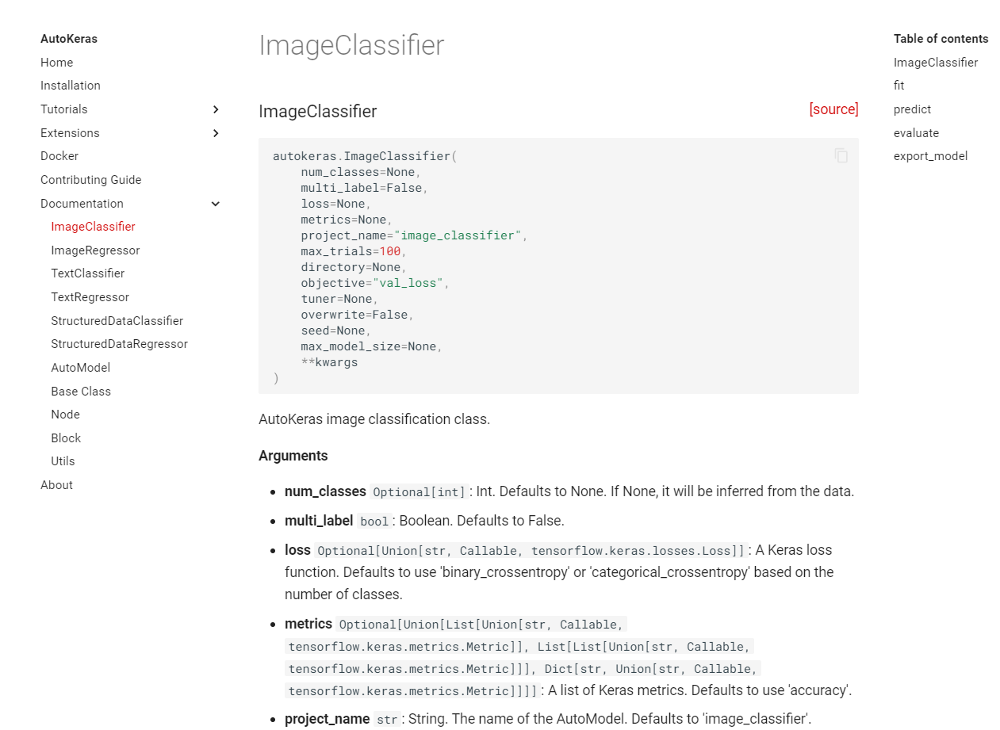 AutoKeras
Home
Installation
Tutorials
Extensions
Docker
Contributing Guide
Documentation
ImageClassifier
ImageRegressor
TextClassifier
TextRegressor
StructuredDataClassifier
StructuredDataRegressor
AutoModel
Base Class
Node
Block
Utils
About
ImageClassifier
ImageClassifier
[source]
autokeras.ImageClassifier(
    num_classes=None,
    multi_label=False,
    loss=None,
    metrics=None,
    project_name="image_classifier",
    max_trials=100,
    directory=None,
    objective="val_loss",
    tuner=None,
    overwrite=False,
    seed=None,
    max_model_size=None,
    **kwargs
)
AutoKeras image classification class.
Arguments
• num_classes Optional[int] : Int. Defaults to None. If None, it will be inferred from the data.
• multi_label bool : Boolean. Defaults to False.
• loss Optional[Union[str, Callable, tensorflow.keras.losses.Loss]] : A Keras loss
function. Defaults to use 'binary_crossentropy' or 'categorical_crossentropy' based on the
number of classes.
• metrics Optional[Union[List[Union[str, Callable,
tensorflow.keras.metrics.Metric]], List[List[Union[str, Callable,
tensorflow.keras.metrics.Metric]]], Dict[str, Union[str, Callable,
tensorflow.keras.metrics.Metric]]]] : A list of Keras metrics. Defaults to use 'accuracy'.
• project_name str : String. The name of the AutoModel. Defaults to 'image_classifier'.
Table of contents
ImageClassifier
fit
predict
evaluate
export_model